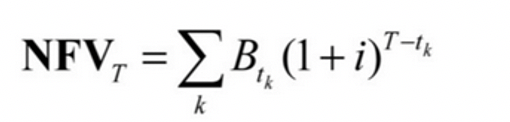 NFV_T = ∑_k B_{t_k} (1 + i)^{T−t_k}